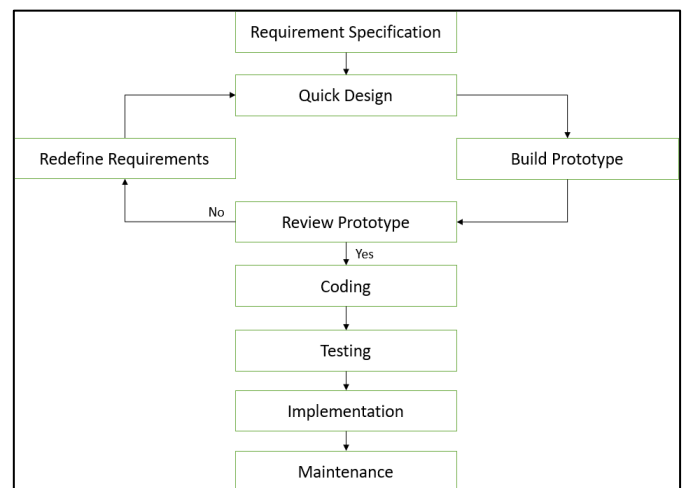 Requirement Specification
Quick Design
Redefine Requirements
Build Prototype
No
Review Prototype
Yes
Coding
Testing
Implementation
Maintenance